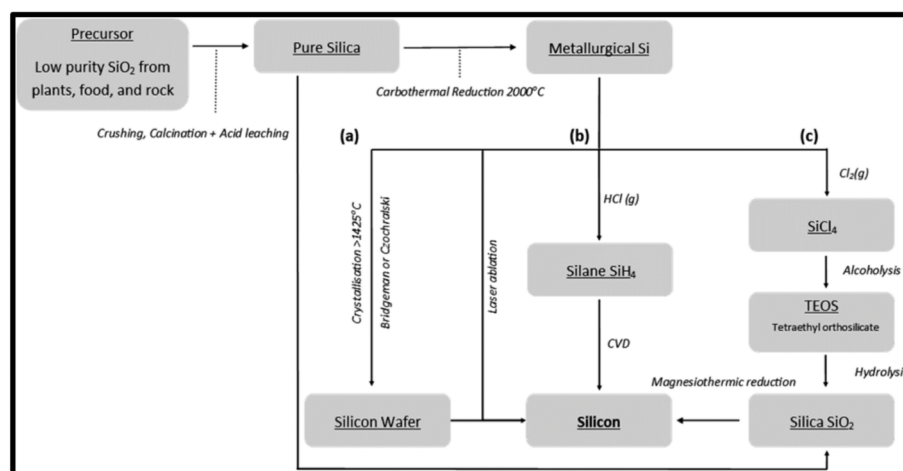 Precursor
Low purity SiO₂ from
plants, food, and rock
Pure Silica
Metallurgical Si
Carbothermal Reduction 2000°C
Crushing, Calcination + Acid leaching
(a)
(b)
(c)
Cl₂(g)
HCl (g)
SiCl₄
Crystallisation >1425°C
Bridgeman or Czochralski
Laser ablation
Silane SiH₄
Alcoholysis
TEOS
Tetraethyl orthosilicate
CVD
Magnesiothermic reduction
Hydrolysi
Silicon Wafer
Silicon
Silica SiO₂